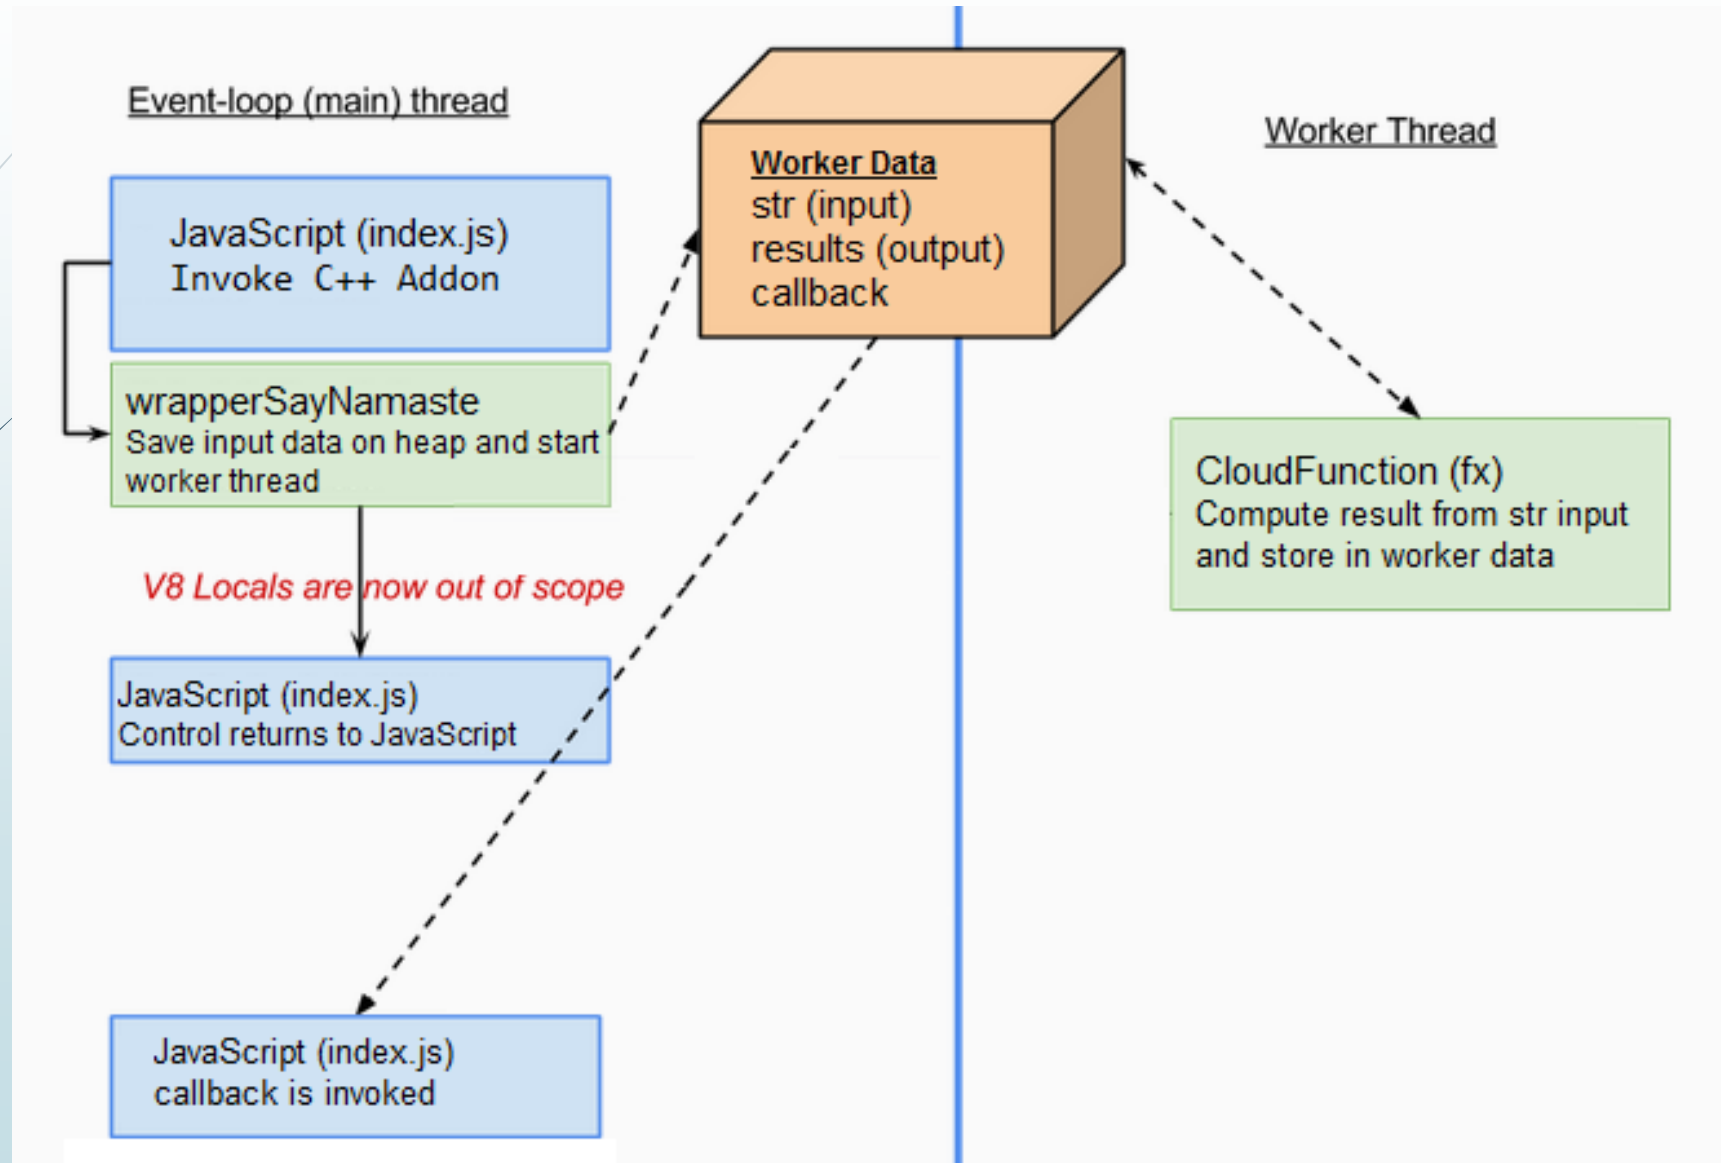 Event-loop (main) thread
JavaScript (index.js)
Invoke C++ Addon
wrapperSayNamaste
Save input data on heap and start
worker thread
V8 Locals are now out of scope
JavaScript (index.js)
Control returns to JavaScript
JavaScript (index.js)
callback is invoked
Worker Data
str (input)
results (output)
callback
Worker Thread
CloudFunction (fx)
Compute result from str input
and store in worker data